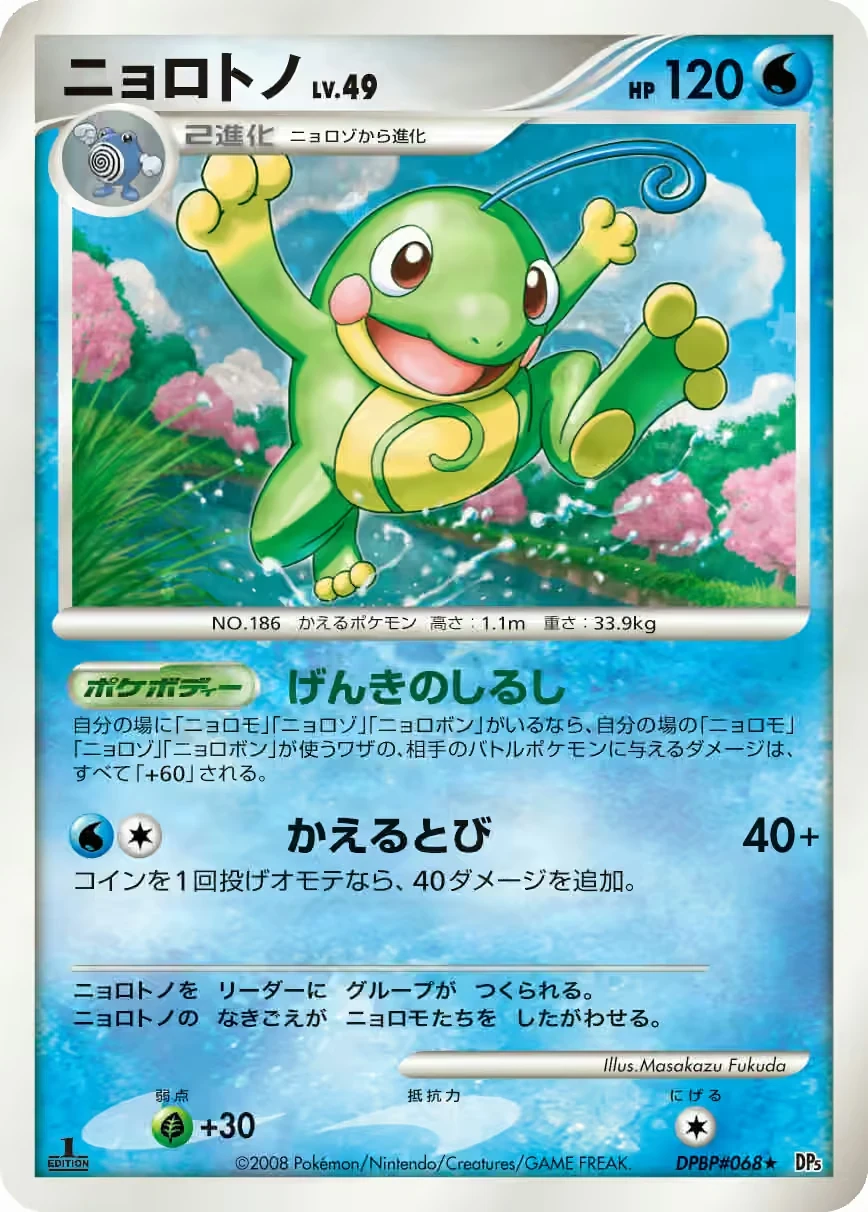 ニョロトノ LV.49 HP 120
2進化 ニョロゾから進化
NO.186 かえるポケモン 高さ:1.1m 重さ:33.9kg
ポケボディー げんきのしるし
自分の場に「ニョロモ」「ニョロゾ」「ニョロボン」がいるなら、自分の場の「ニョロモ」
「ニョロゾ」「ニョロボン」が使うワザの、相手のバトルポケモンに与えるダメージは、
すべて「+60」される。
かえるとび 40+
コインを1回投げオモテなら、40ダメージを追加。
ニョロトノを リーダーに グループが つくられる。
ニョロトノの なきごえが ニョロモたちを したがわせる。
Illus.Masakazu Fukuda
弱点 抵抗力 にげる
+30
1 EDITION ©2008 Pokémon/Nintendo/Creatures/GAME FREAK. DPBP#068★ DP5